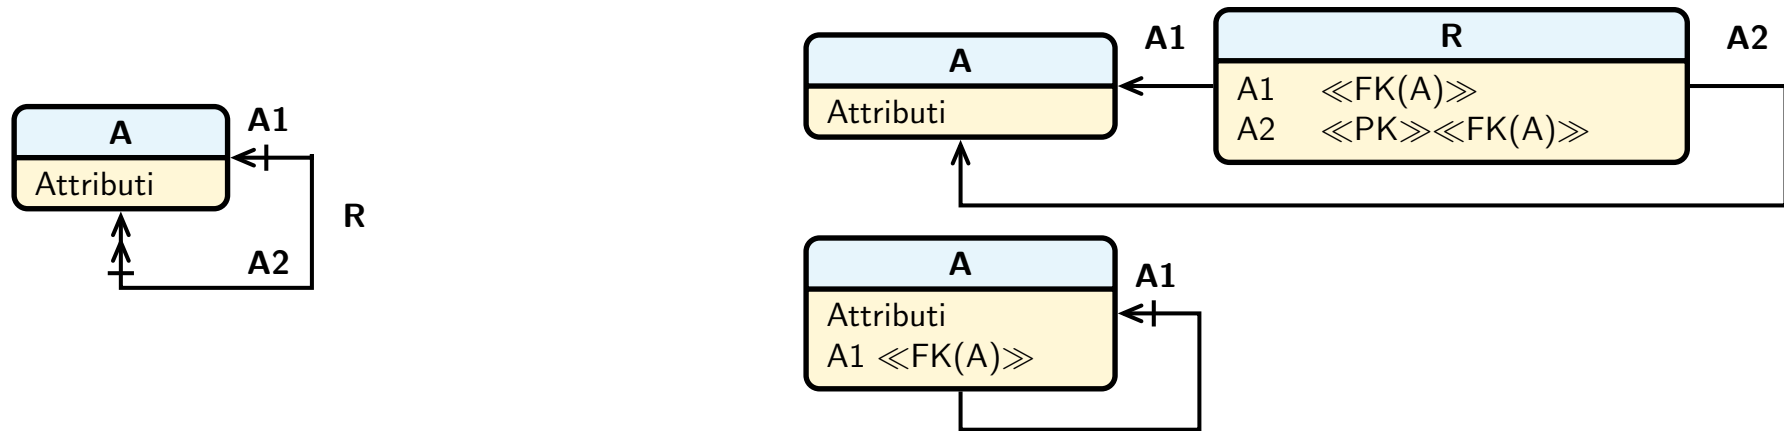 A
Attributi
A1
A2
R
A
Attributi
A1
R
A1 ≪FK(A)≫
A2 ≪PK≫≪FK(A)≫
A2
A
Attributi
A1 ≪FK(A)≫
A1